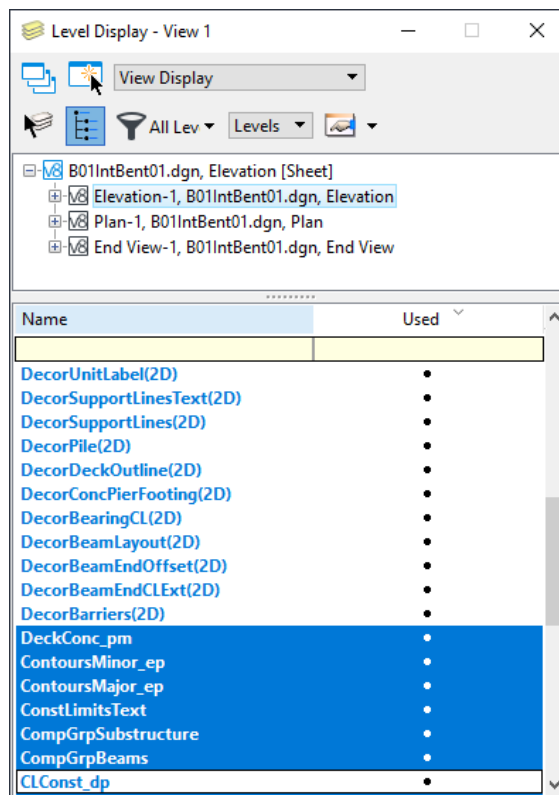 Level Display - View 1
View Display
All Lev
Levels
B01IntBent01.dgn, Elevation [Sheet]
Elevation-1, B01IntBent01.dgn, Elevation
Plan-1, B01IntBent01.dgn, Plan
End View-1, B01IntBent01.dgn, End View
Name Used
DecorUnitLabel(2D)
DecorSupportLinesText(2D)
DecorSupportLines(2D)
DecorPile(2D)
DecorDeckOutline(2D)
DecorConcPierFooting(2D)
DecorBearingCL(2D)
DecorBeamLayout(2D)
DecorBeamEndOffset(2D)
DecorBeamEndCLExt(2D)
DecorBarriers(2D)
DeckConc_pm
ContoursMinor_ep
ContoursMajor_ep
ConstLimitsText
CompGrpSubstructure
CompGrpBeams
CLConst_dp